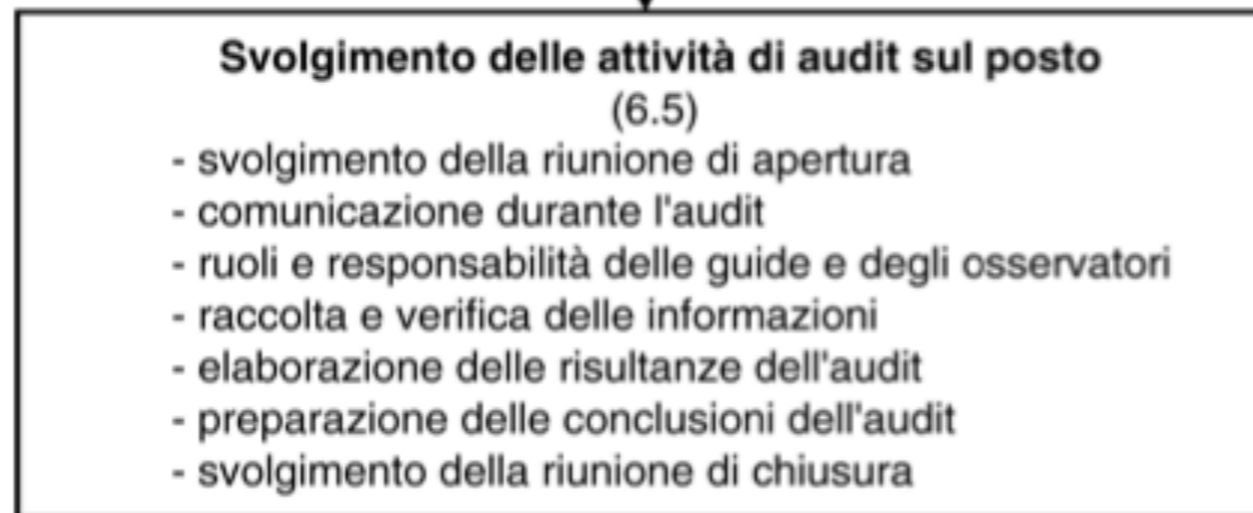 Svolgimento delle attività di audit sul posto
(6.5)
- svolgimento della riunione di apertura
- comunicazione durante l'audit
- ruoli e responsabilità delle guide e degli osservatori
- raccolta e verifica delle informazioni
- elaborazione delle risultanze dell'audit
- preparazione delle conclusioni dell'audit
- svolgimento della riunione di chiusura